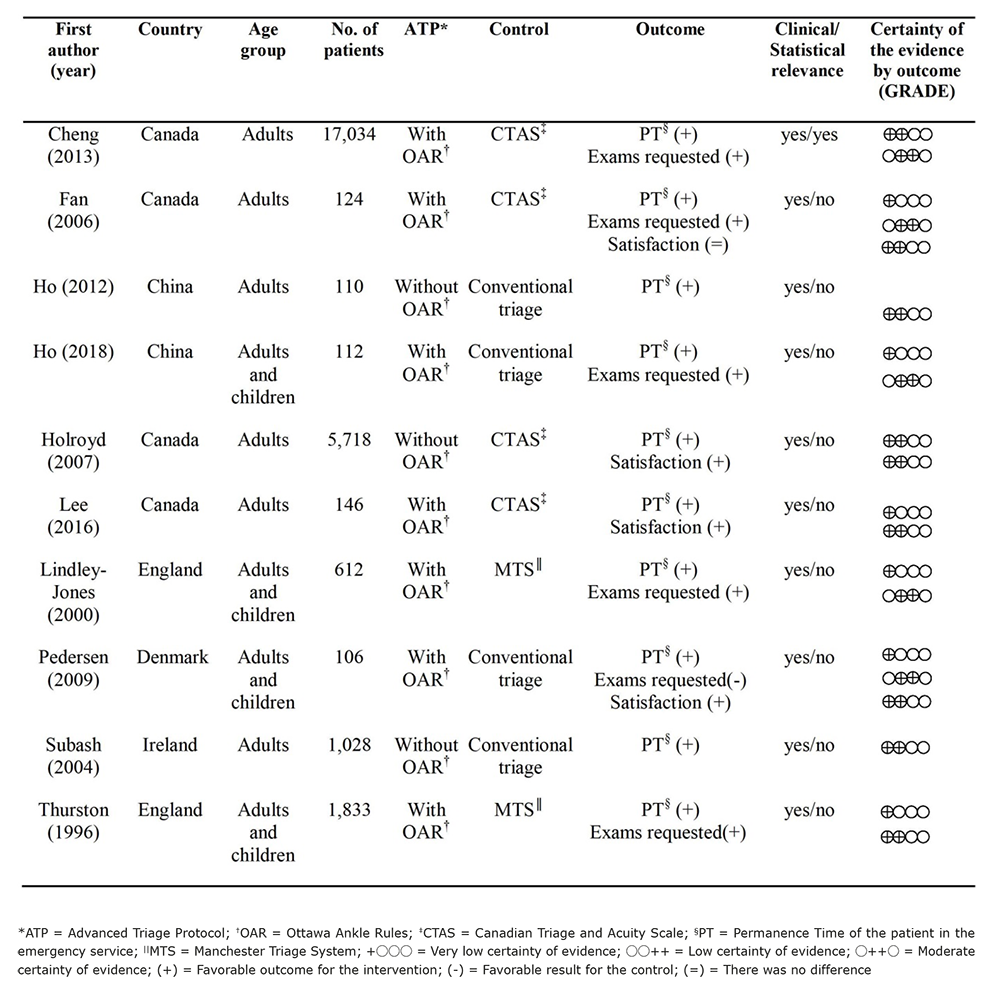 First Country Age No. of ATP* Control Outcome Clinical/ Certainty of
author group patients Statistical the evidence
(year) relevance by outcome
(GRADE)
Cheng Canada Adults 17,034 With CTAS‡ PT§ (+) yes/yes ⊕⊕○○
(2013) OAR† Exams requested (+) ○⊕⊕○
Fan Canada Adults 124 With CTAS‡ PT§ (+) yes/no ⊕○○○
(2006) OAR† Exams requested (+) ○⊕⊕○
Satisfaction (=) ⊕⊕○○
Ho (2012) China Adults 110 Without Conventional PT§ (+) yes/no
OAR† triage ⊕⊕○○
Ho (2018) China Adults 112 With Conventional PT§ (+) yes/no ⊕○○○
and OAR† triage Exams requested (+) ○⊕⊕○
children
Holroyd Canada Adults 5,718 Without CTAS‡ PT§ (+) yes/no ⊕⊕○○
(2007) OAR† Satisfaction (+) ⊕⊕○○
Lee Canada Adults 146 With CTAS‡ PT§ (+) yes/no ⊕○○○
(2016) OAR† Satisfaction (+) ⊕⊕○○
Lindley- England Adults 612 With MTS‖ PT§ (+) yes/no ⊕○○○
Jones and OAR† Exams requested (+) ○⊕⊕○
(2000) children
Pedersen Denmark Adults 106 With Conventional PT§ (+) yes/no ⊕○○○
(2009) and OAR† triage Exams requested(-) ○⊕⊕○
children Satisfaction (+) ⊕⊕○○
Subash Ireland Adults 1,028 Without Conventional PT§ (+) yes/no ⊕⊕○○
(2004) OAR† triage
Thurston England Adults 1,833 With MTS‖ PT§ (+) yes/no ⊕○○○
(1996) and OAR† Exams requested(+) ⊕⊕○○
children
*ATP = Advanced Triage Protocol; †OAR = Ottawa Ankle Rules; ‡CTAS = Canadian Triage and Acuity Scale; §PT = Permanence Time of the patient in the
emergency service; ||MTS = Manchester Triage System; +○○○ = Very low certainty of evidence; ○○++ = Low certainty of evidence; ○++○ = Moderate
certainty of evidence; (+) = Favorable outcome for the intervention; (-) = Favorable result for the control; (=) = There was no difference